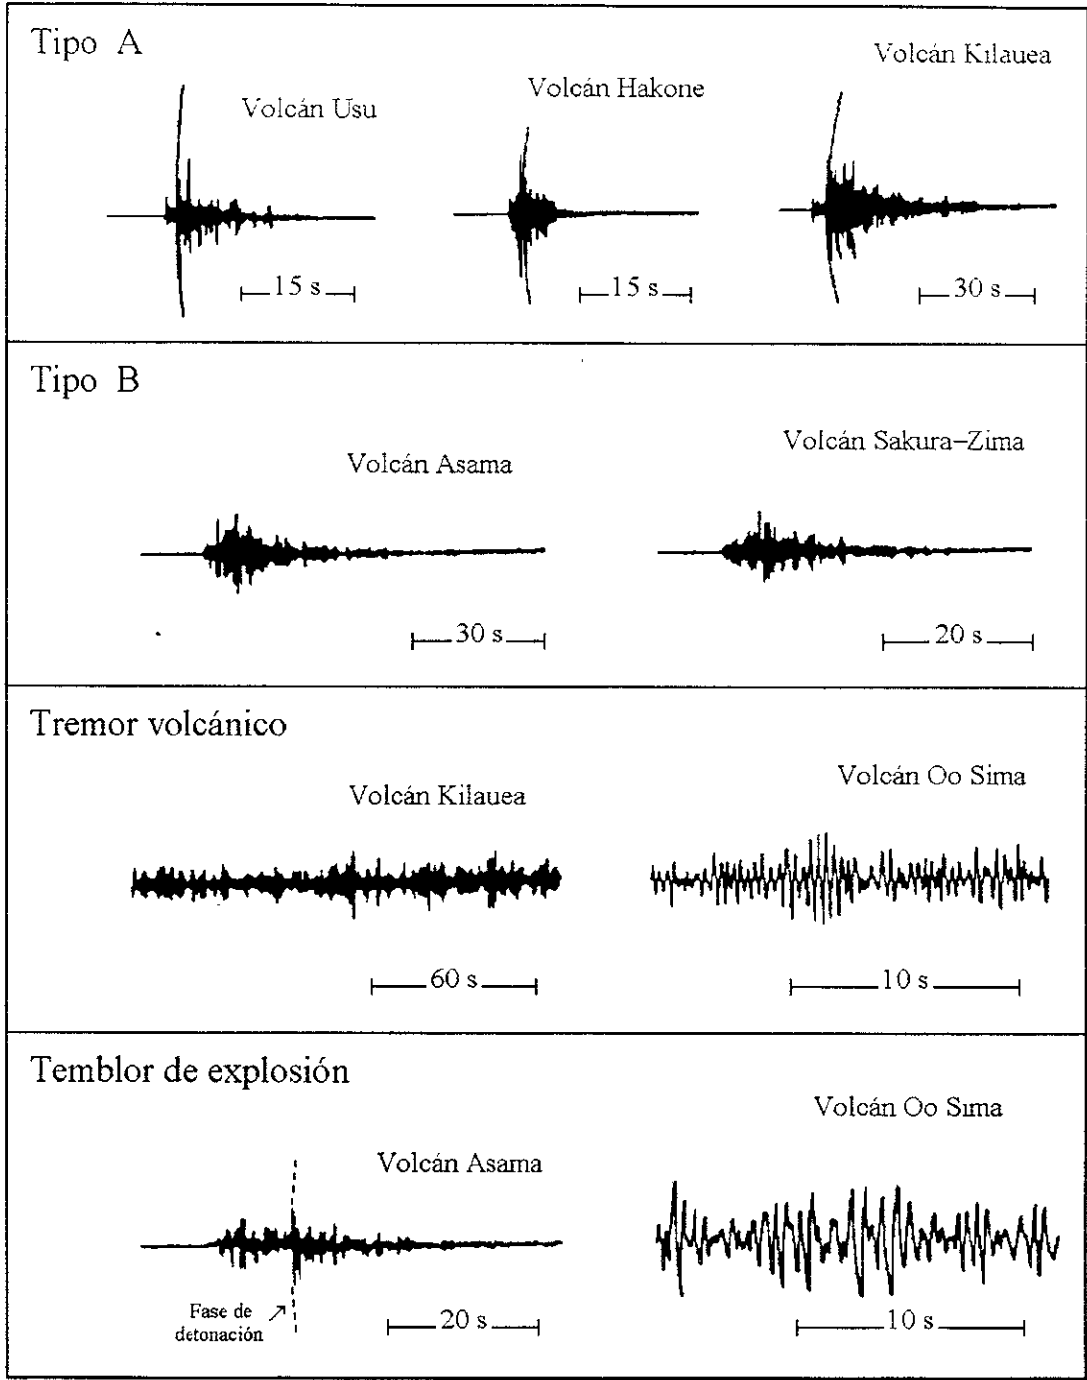 Tipo A
Volcán Usu
Volcán Hakone
Volcán Kilauea
15 s
15 s
30 s
Tipo B
Volcán Asama
Volcán Sakura–Zima
30 s
20 s
Tremor volcánico
Volcán Kilauea
Volcán Oo Sima
60 s
10 s
Temblor de explosión
Volcán Asama
Volcán Oo Sima
Fase de
detonación
20 s
10 s